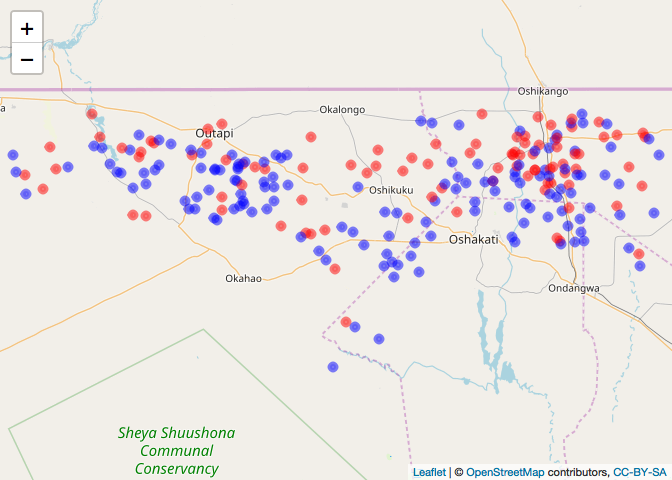 +
−
Oshikango
a
Okalongo
Outapi
Oshikuku
Oshakati
Okahao
Ondangwa
Sheya Shuushona
Communal
Conservancy
Leaflet | © OpenStreetMap contributors, CC-BY-SA